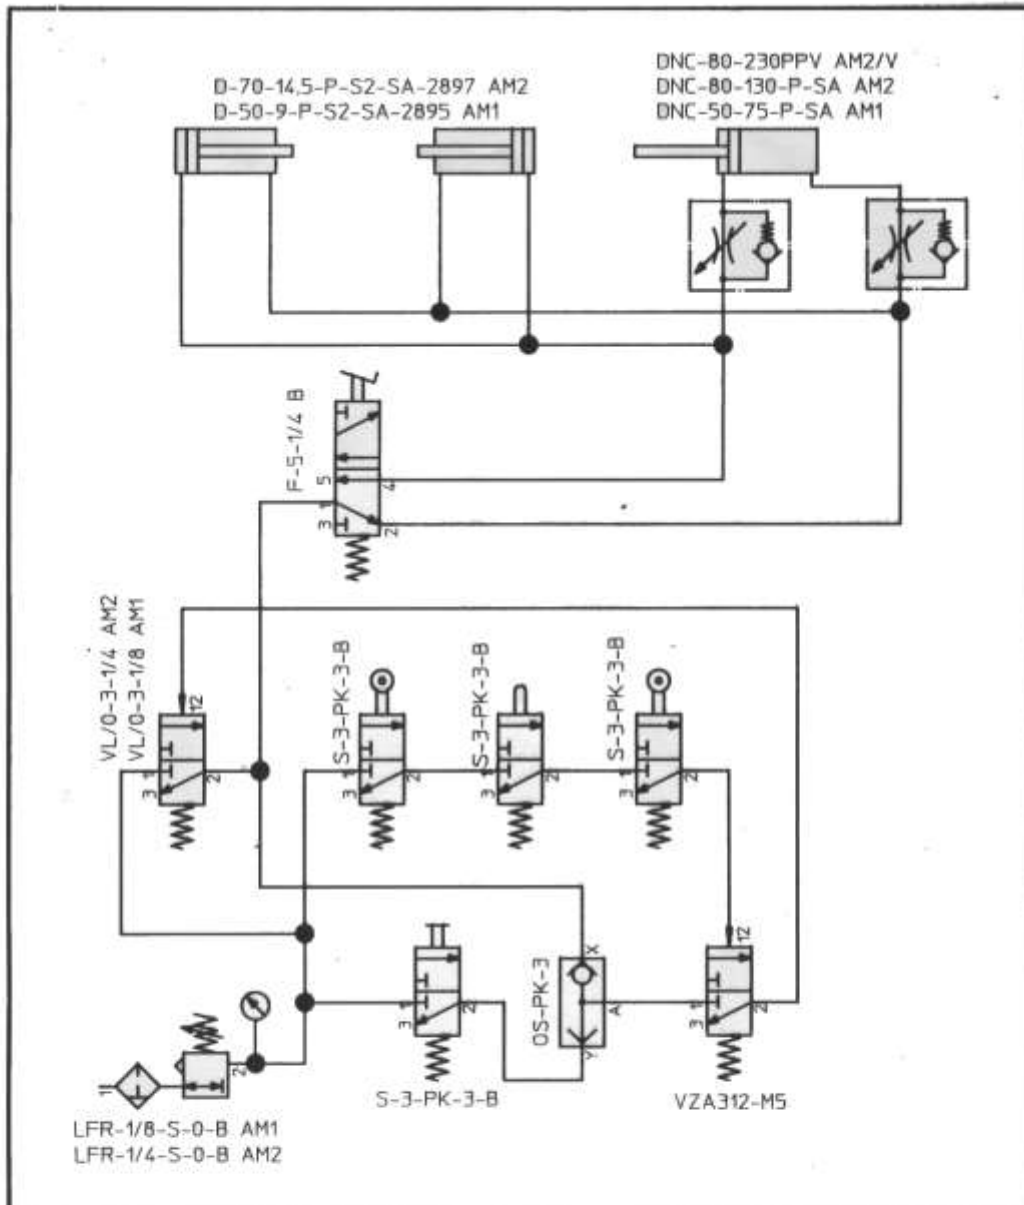 D-70-14,5-P-S2-SA-2897 AM2
D-50-9-P-S2-SA-2895 AM1
DNC-80-230PPV AM2/V
DNC-80-130-P-SA AM2
DNC-50-75-P-SA AM1
F-5-1/4 B
5
4
1
3
2
VL/O-3-1/4 AM2
VL/O-3-1/8 AM1
12
1
3
2
S-3-PK-3-B
1
3
2
S-3-PK-3-B
1
3
2
S-3-PK-3-B
1
3
2
1
3
2
S-3-PK-3-B
OS-PK-3
X
A
Y
12
1
3
2
VZA312-M5
1
2
LFR-1/8-S-0-B AM1
LFR-1/4-S-0-B AM2